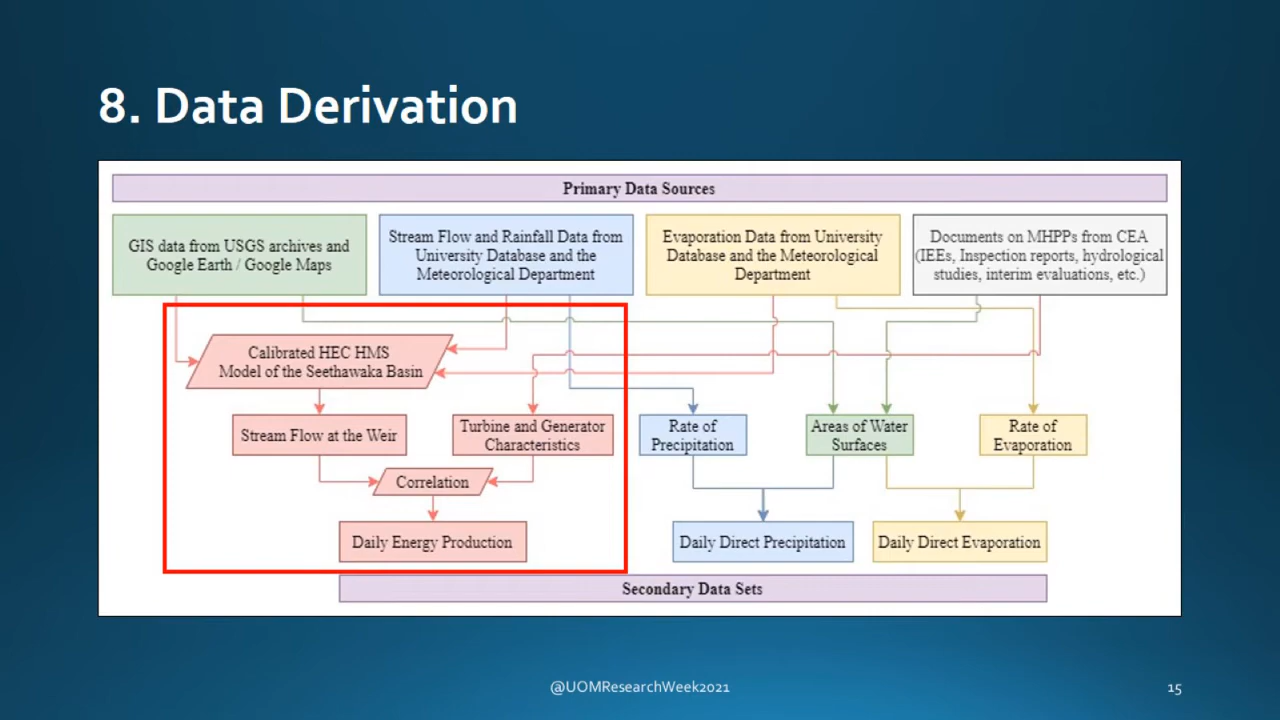 8. Data Derivation
Primary Data Sources
GIS data from USGS archives and
Google Earth / Google Maps
Stream Flow and Rainfall Data from
University Database and the
Meteorological Department
Evaporation Data from University
Database and the Meteorological
Department
Documents on MHPPs from CEA
(IEEs, Inspection reports, hydrological
studies, interim evaluations, etc.)
Calibrated HEC HMS
Model of the Seethawaka Basin
Stream Flow at the Weir
Turbine and Generator
Characteristics
Rate of
Precipitation
Areas of Water
Surfaces
Rate of
Evaporation
Correlation
Daily Energy Production
Daily Direct Precipitation
Daily Direct Evaporation
Secondary Data Sets
@UOMResearchWeek2021
15